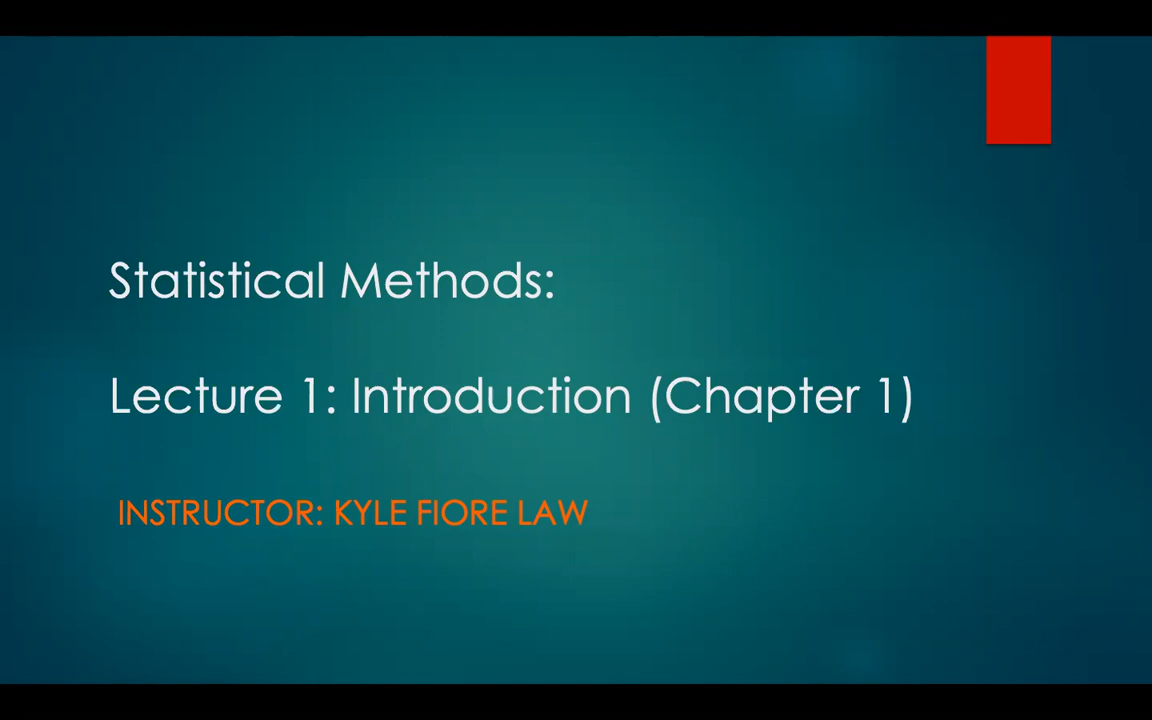 Statistical Methods:
Lecture 1: Introduction (Chapter 1)
INSTRUCTOR: KYLE FIORE LAW